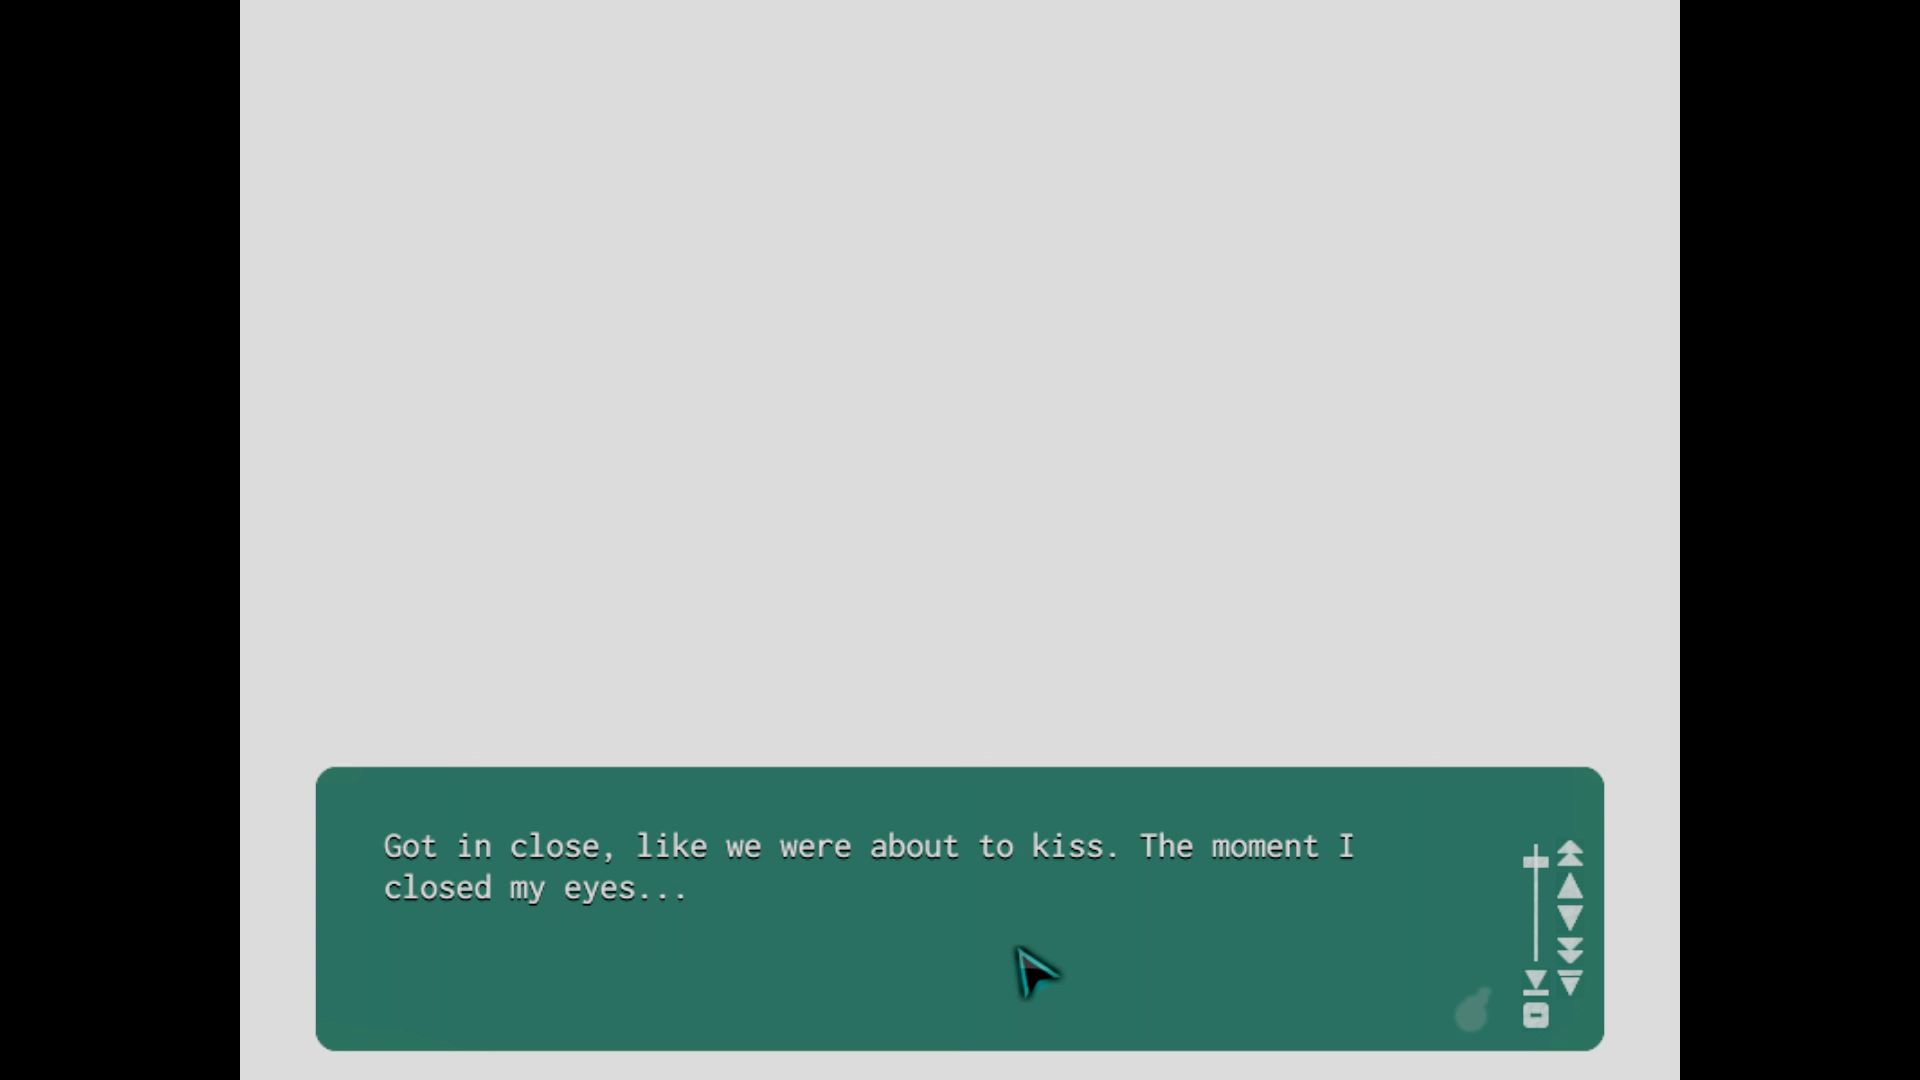 Got in close, like we were about to kiss. The moment I
closed my eyes...